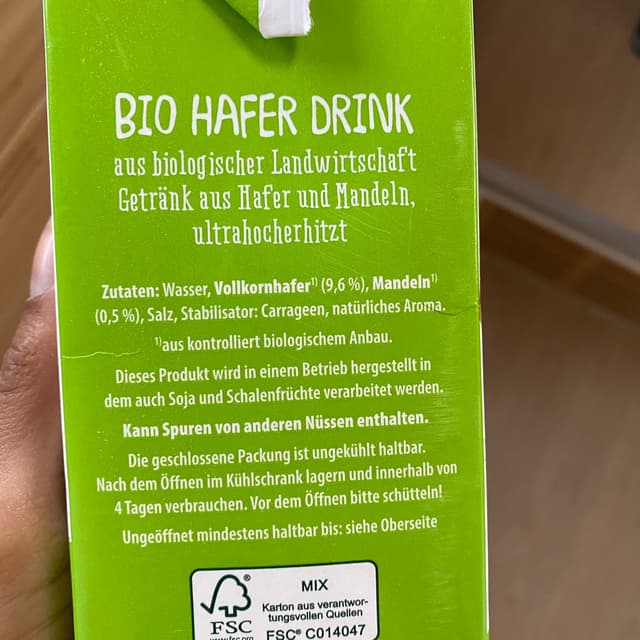 BIO HAFER DRINK
aus biologischer Landwirtschaft
Getränk aus Hafer und Mandeln,
ultrahocherhitzt
Zutaten: Wasser, Vollkornhafer¹⁾ (9,6 %), Mandeln¹⁾
(0,5 %), Salz, Stabilisator: Carrageen, natürliches Aroma.
¹⁾aus kontrolliert biologischem Anbau.
Dieses Produkt wird in einem Betrieb hergestellt in
dem auch Soja und Schalenfrüchte verarbeitet werden.
Kann Spuren von anderen Nüssen enthalten.
Die geschlossene Packung ist ungekühlt haltbar.
Nach dem Öffnen im Kühlschrank lagern und innerhalb von
4 Tagen verbrauchen. Vor dem Öffnen bitte schütteln!
Ungeöffnet mindestens haltbar bis: siehe Oberseite
MIX
Karton aus verantwor-
tungsvollen Quellen
FSC® C014047
®
FSC
www.fsc.org